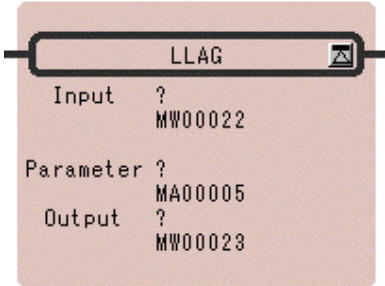 LLAG
Input ?
MW00022
Parameter ?
MA00005
Output ?
MW00023